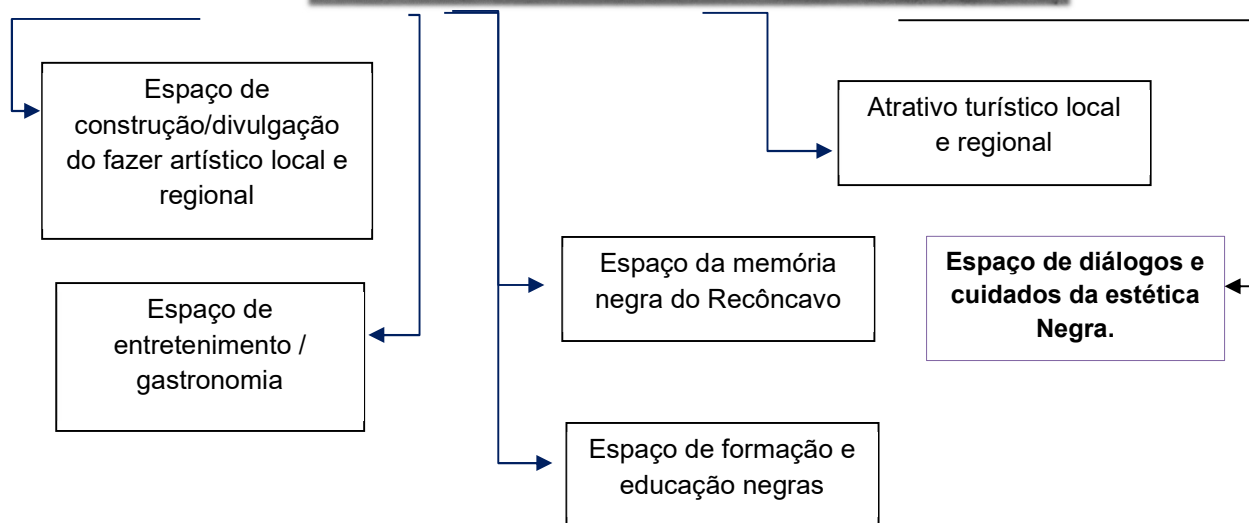 Espaço de
construção/divulgação
do fazer artístico local e
regional
Atrativo turístico local
e regional
Espaço da memória
negra do Recôncavo
Espaço de diálogos e
cuidados da estética
Negra.
Espaço de
entretenimento /
gastronomia
Espaço de formação e
educação negras